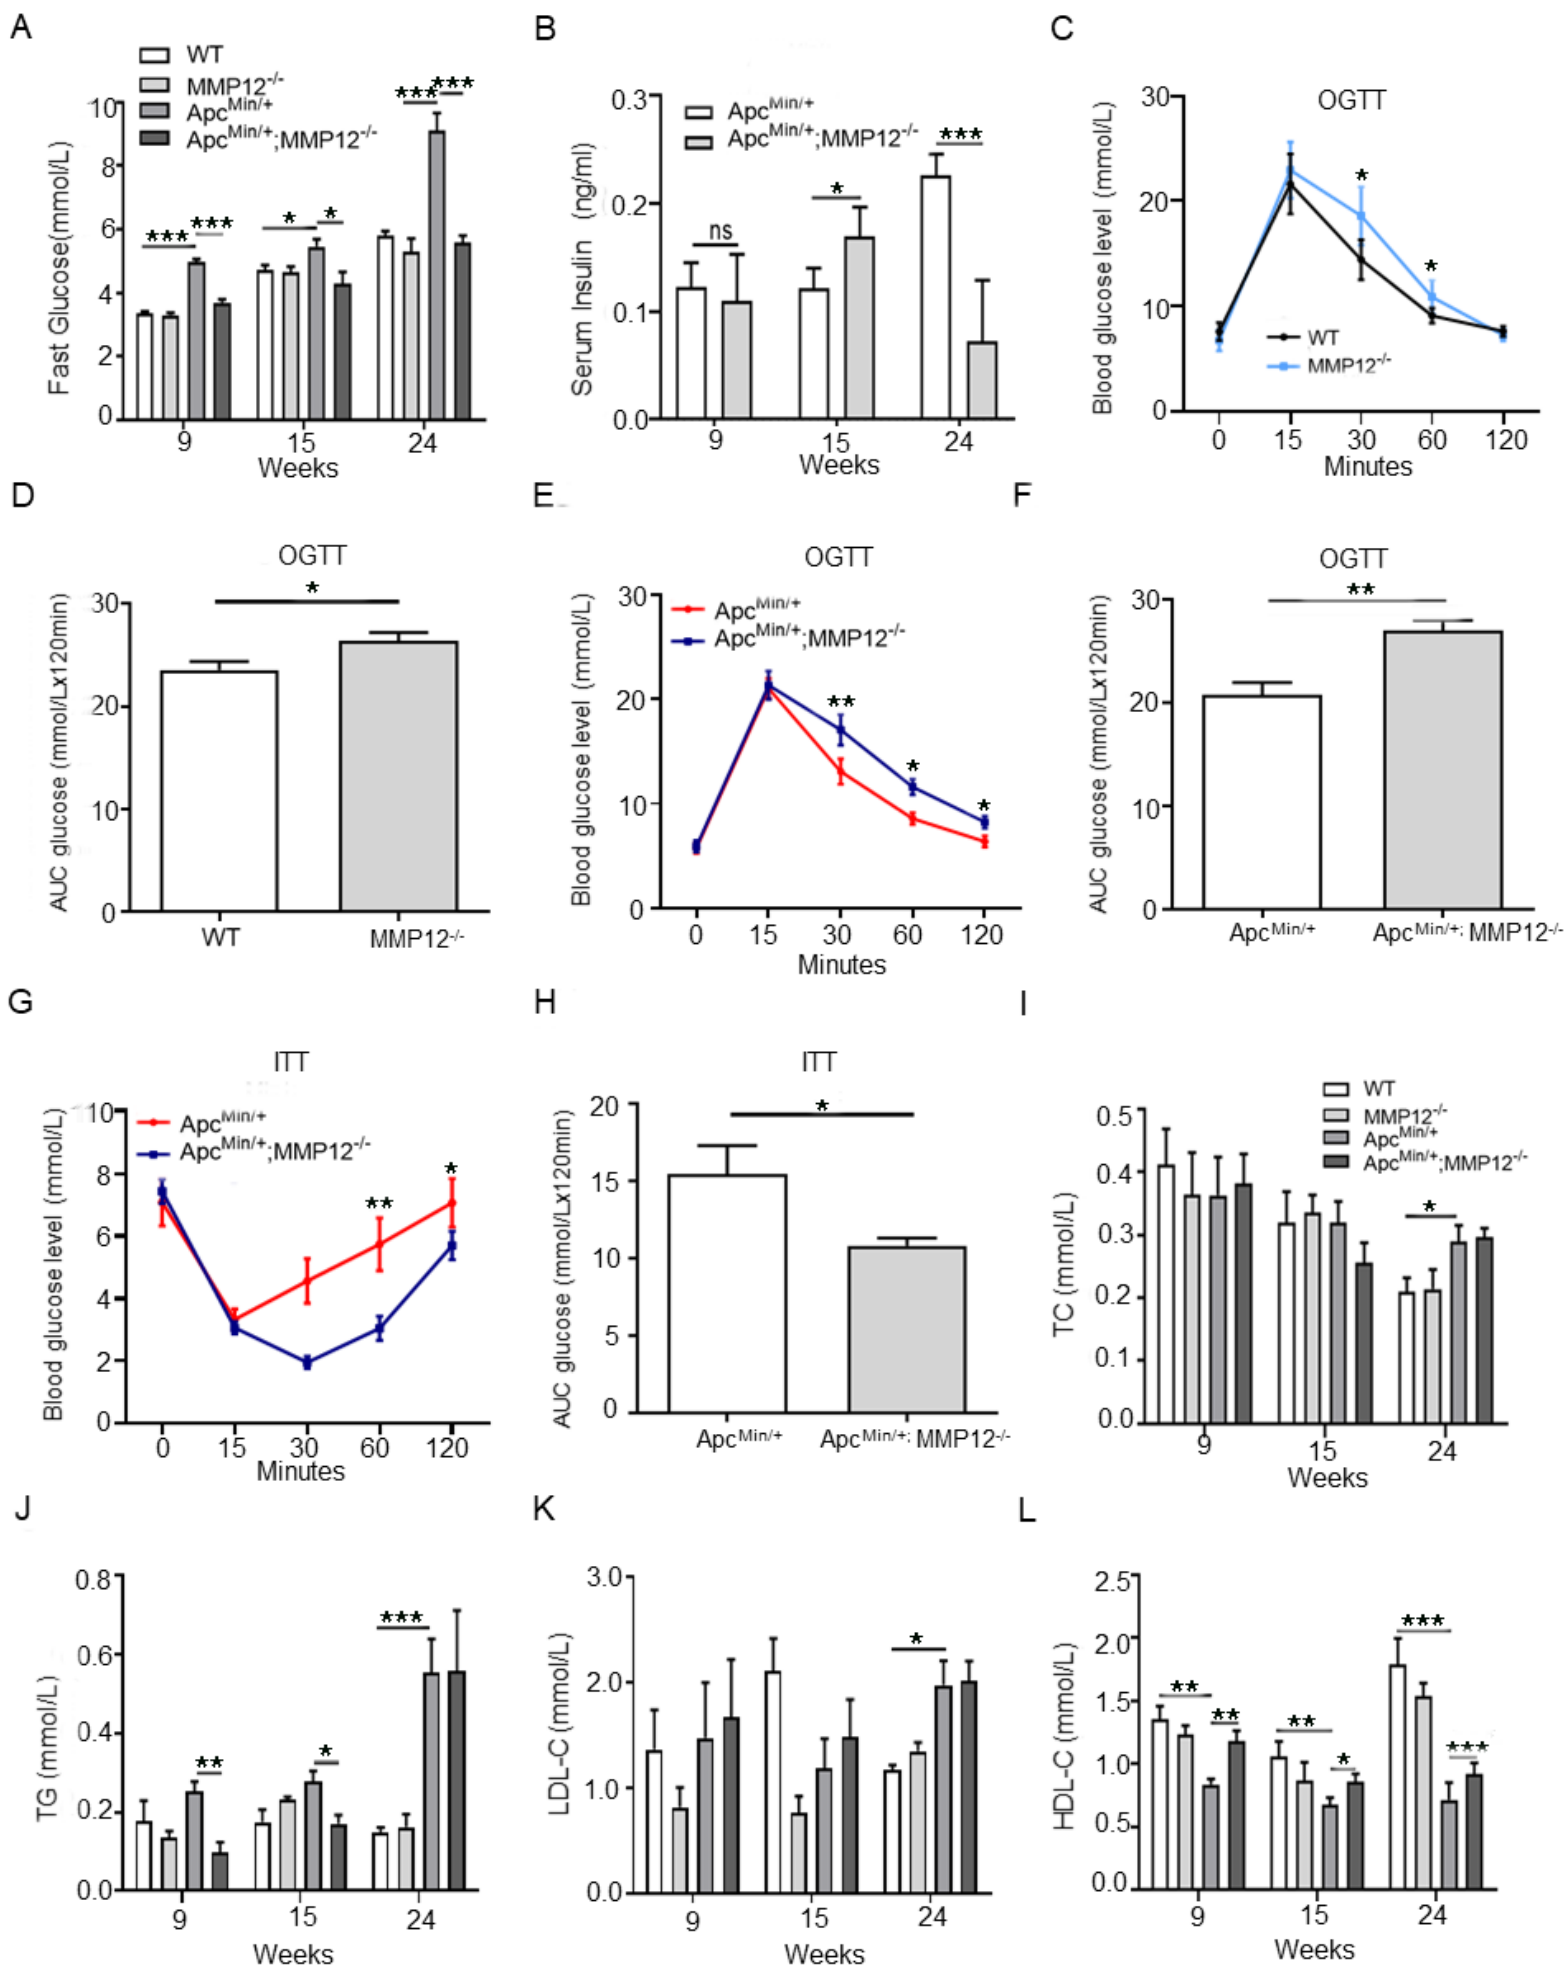 A
WT
MMP12-/-
ApcMin/+
ApcMin/+;MMP12-/-
Fast Glucose(mmol/L)
10
8
6
4
2
0
*** *** * * *** ***
9 15 24
Weeks
B
ApcMin/+
ApcMin/+;MMP12-/-
Serum Insulin (ng/ml)
0.3
0.2
0.1
0.0
ns * ***
9 15 24
Weeks
C
OGTT
Blood glucose level (mmol/L)
30
20
10
0
* *
WT
MMP12-/-
0 15 30 60 120
Minutes
D
OGTT
*
AUC glucose (mmol/Lx120min)
30
20
10
0
WT MMP12-/-
E
OGTT
ApcMin/+
ApcMin/+;MMP12-/-
Blood glucose level (mmol/L)
30
20
10
0
** * *
0 15 30 60 120
Minutes
F
OGTT
**
AUC glucose (mmol/Lx120min)
30
20
10
0
ApcMin/+ ApcMin/+; MMP12-/-
G
ITT
ApcMin/+
ApcMin/+;MMP12-/-
Blood glucose level (mmol/L)
10
8
6
4
2
0
** *
0 15 30 60 120
Minutes
H
ITT
*
AUC glucose (mmol/Lx120min)
20
15
10
5
0
ApcMin/+ ApcMin/+; MMP12-/-
I
WT
MMP12-/-
ApcMin/+
ApcMin/+;MMP12-/-
TC (mmol/L)
0.5
0.4
0.3
0.2
0.1
0.0
*
9 15 24
Weeks
J
TG (mmol/L)
0.8
0.6
0.4
0.2
0.0
** * ***
9 15 24
Weeks
K
LDL-C (mmol/L)
3.0
2.0
1.0
0.0
*
9 15 24
Weeks
L
HDL-C (mmol/L)
2.5
2.0
1.5
1.0
0.5
0.0
** ** ** * *** ***
9 15 24
Weeks